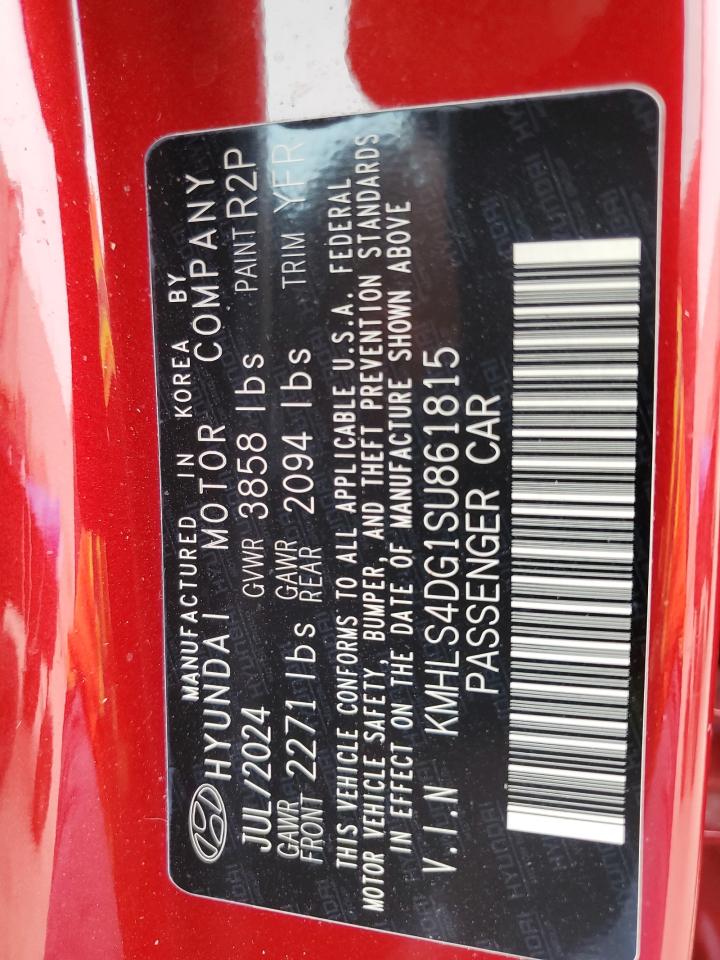 MANUFACTURED IN KOREA BY
HYUNDAI MOTOR COMPANY
JUL/2024 GVWR 3858 lbs PAINT R2P
GAWR FRONT 2271 lbs GAWR REAR 2094 lbs TRIM YFR
THIS VEHICLE CONFORMS TO ALL APPLICABLE U.S.A. FEDERAL
MOTOR VEHICLE SAFETY, BUMPER, AND THEFT PREVENTION STANDARDS
IN EFFECT ON THE DATE OF MANUFACTURE SHOWN ABOVE
V.I.N KMHLS4DG1SU861815
PASSENGER CAR